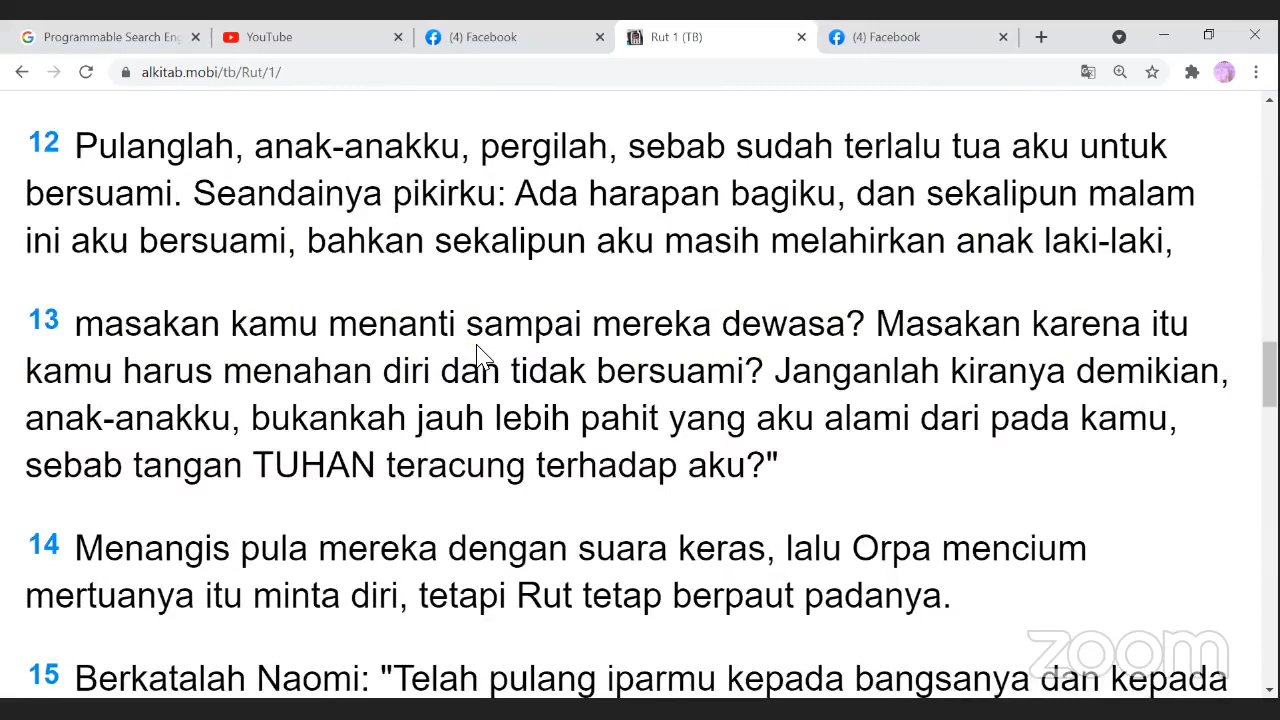 Programmable Search Eng
YouTube
(4) Facebook
Rut 1 (TB)
(4) Facebook
alkitab.mobi/tb/Rut/1/
12 Pulanglah, anak-anakku, pergilah, sebab sudah terlalu tua aku untuk
bersuami. Seandainya pikirku: Ada harapan bagiku, dan sekalipun malam
ini aku bersuami, bahkan sekalipun aku masih melahirkan anak laki-laki,
13 masakan kamu menanti sampai mereka dewasa? Masakan karena itu
kamu harus menahan diri dan tidak bersuami? Janganlah kiranya demikian,
anak-anakku, bukankah jauh lebih pahit yang aku alami dari pada kamu,
sebab tangan TUHAN teracung terhadap aku?"
14 Menangis pula mereka dengan suara keras, lalu Orpa mencium
mertuanya itu minta diri, tetapi Rut tetap berpaut padanya.
zoom
15 Berkatalah Naomi: "Telah pulang iparmu kepada bangsanya dan kepada